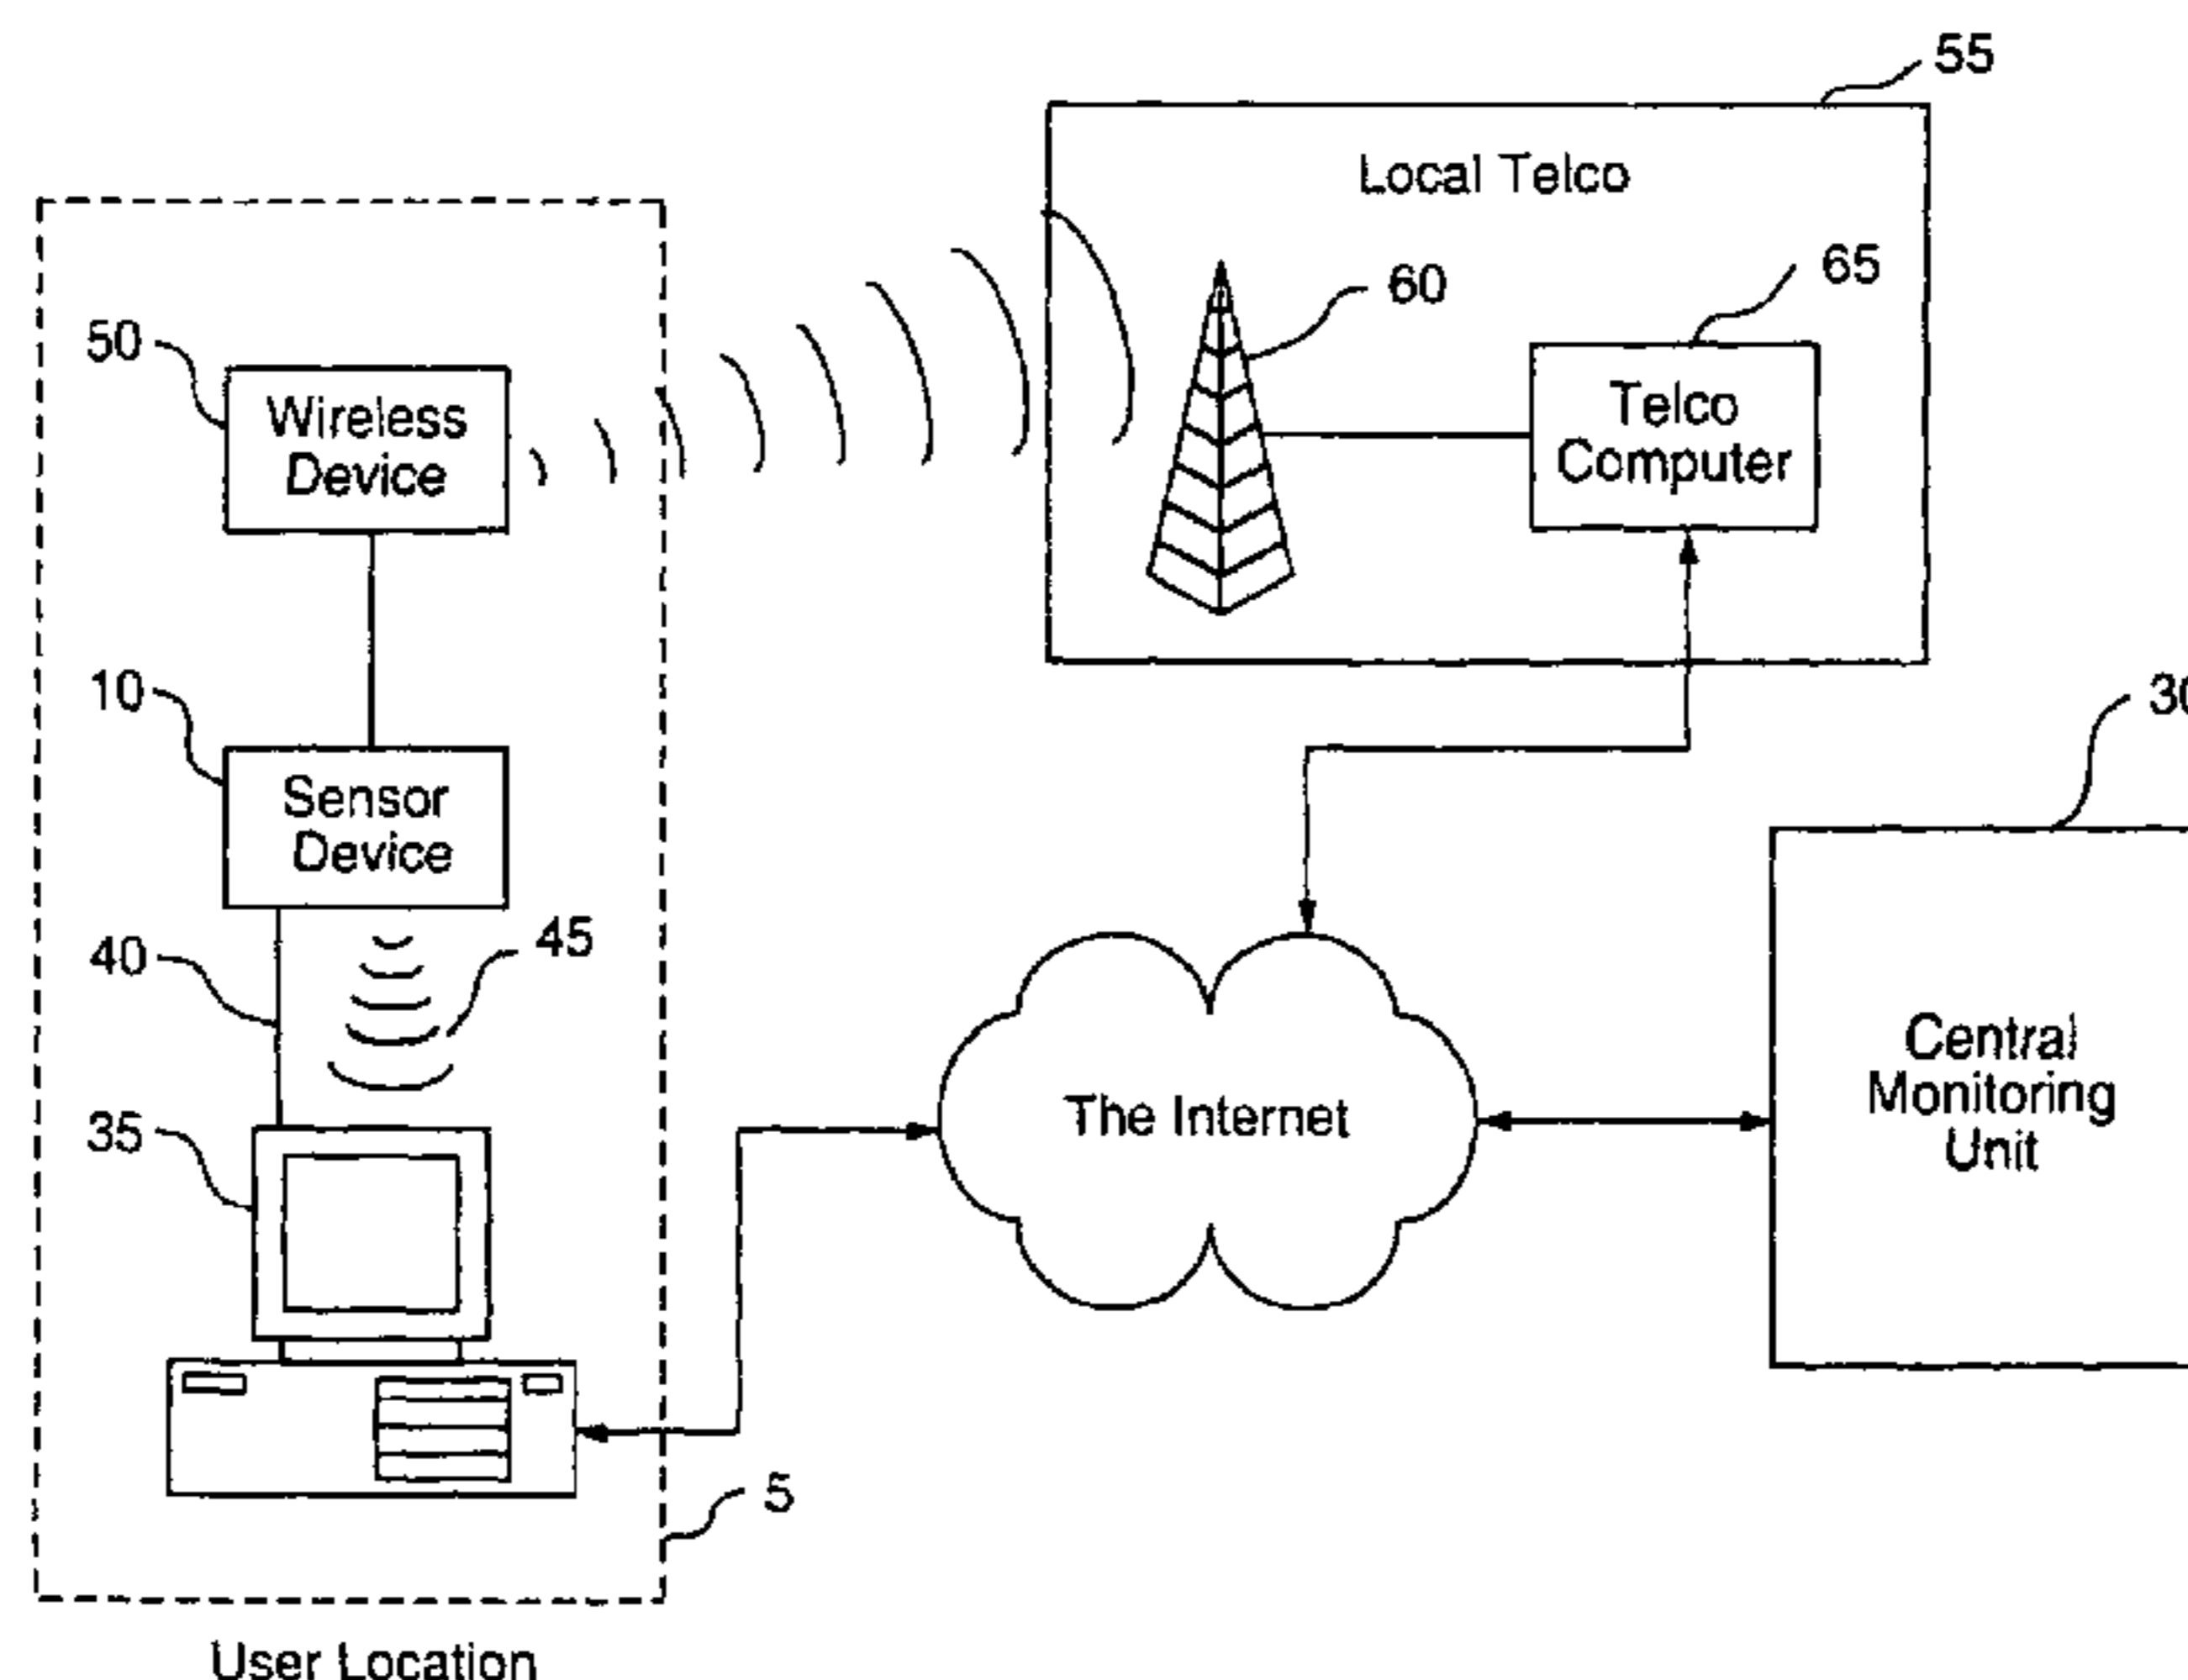 55
Local Telco
60
65
Telco
Computer
50
Wireless
Device
10
Sensor
Device
40
45
35
The Internet
30
Central
Monitoring
Unit
5
User Location